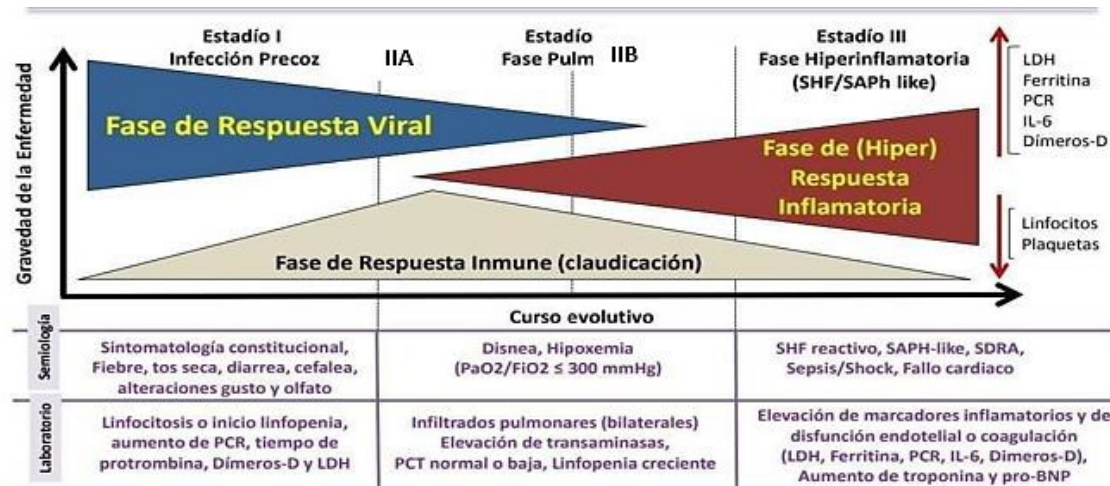 Estadío I
Infección Precoz
IIA
Estadío
Fase Pulm
IIB
Estadío III
Fase Hiperinflamatoria
(SHF/SAPh like)
LDH
Ferritina
PCR
IL-6
Dímeros-D
Gravedad de la Enfermedad
Fase de Respuesta Viral
Fase de (Hiper)
Respuesta
Inflamatoria
Linfocitos
Plaquetas
Fase de Respuesta Inmune (claudicación)
Curso evolutivo
Semiología
Sintomatología constitucional,
Fiebre, tos seca, diarrea, cefalea,
alteraciones gusto y olfato
Disnea, Hipoxemia
(PaO2/FiO2 ≤ 300 mmHg)
SHF reactivo, SAPH-like, SDRA,
Sepsis/Shock, Fallo cardiaco
Laboratorio
Linfocitosis o inicio linfopenia,
aumento de PCR, tiempo de
protrombina, Dímeros-D y LDH
Infiltrados pulmonares (bilaterales)
Elevación de transaminasas,
PCT normal o baja, Linfopenia creciente
Elevación de marcadores inflamatorios y de
disfunción endotelial o coagulación
(LDH, Ferritina, PCR, IL-6, Dimeros-D),
Aumento de troponina y pro-BNP